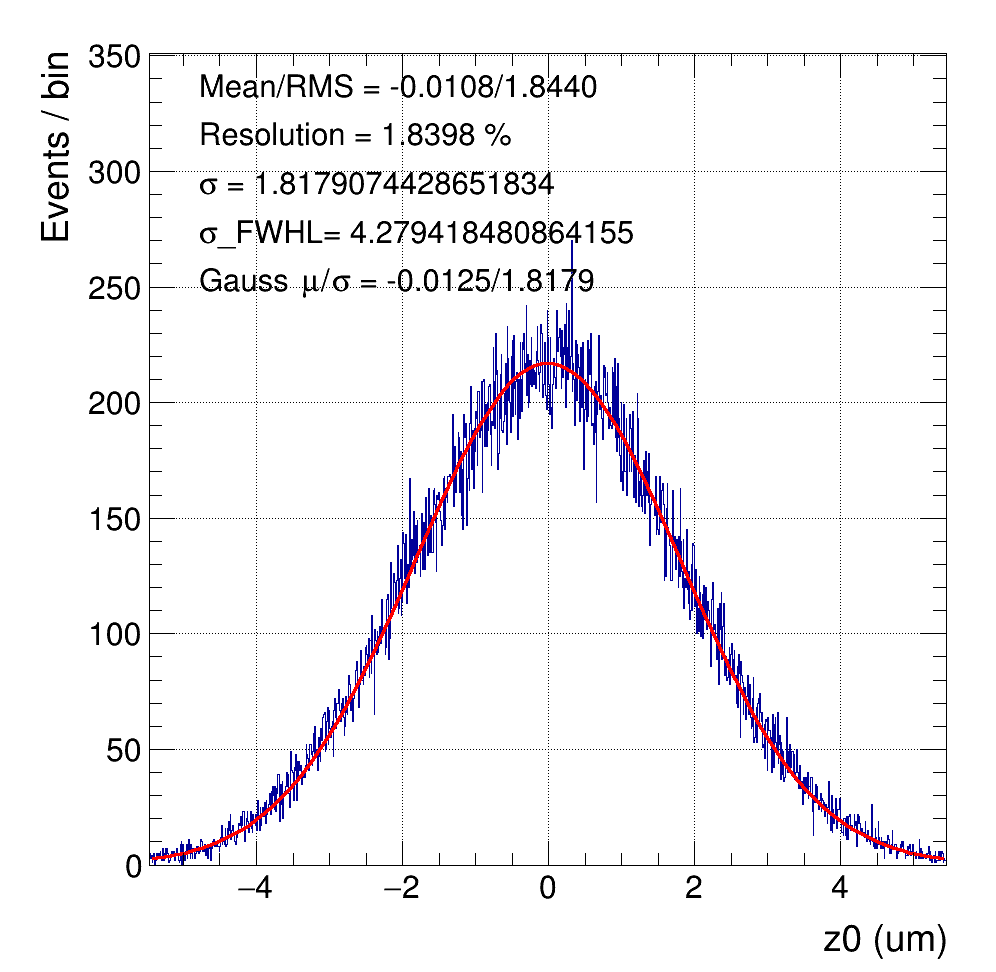 Events / bin
350
300
250
200
150
100
50
0
Mean/RMS = -0.0108/1.8440
Resolution = 1.8398 %
σ = 1.8179074428651834
σ_FWHL= 4.279418480864155
Gauss μ/σ = -0.0125/1.8179
−4 −2 0 2 4
z0 (um)